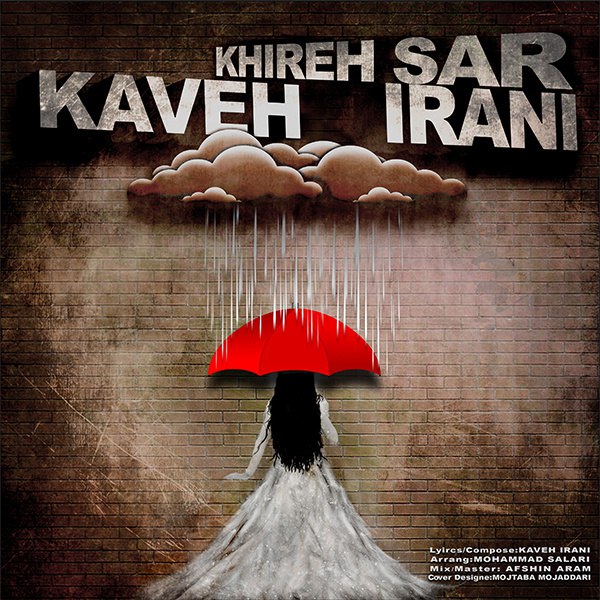 KHIREH SAR
KAVEH IRANI
Lyircs/Compose:KAVEH IRANI
Arrang:MOHAMMAD SALARI
Mix/Master: AFSHIN ARAM
Cover Designe:MOJTABA MOJADDARI